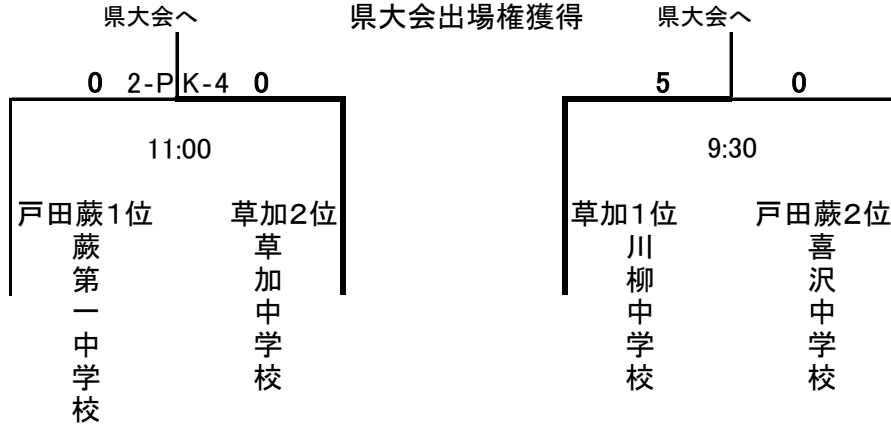 県大会へ 県大会出場権獲得 県大会へ
0 2-PK-4 0 5 0
11:00 9:30
戸田蕨1位 草加2位 草加1位 戸田蕨2位
蕨第一中学校
草加中学校
川柳中学校
喜沢中学校